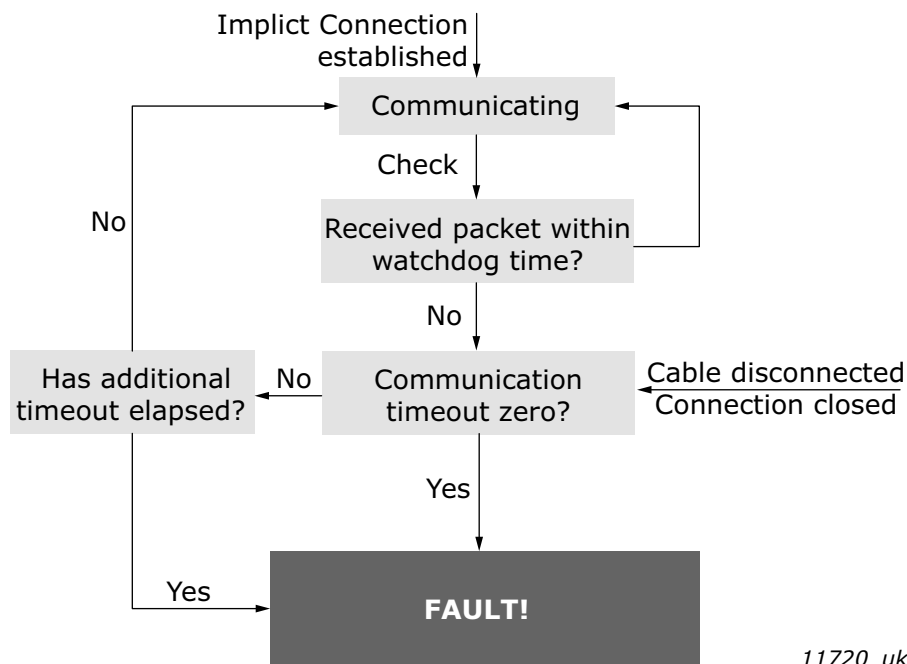 Implict Connection
established
Communicating
Check
No
Received packet within
watchdog time?
No
Has additional
timeout elapsed?
No
Communication
timeout zero?
Cable disconnected
Connection closed
Yes
Yes
FAULT!
11720_uk